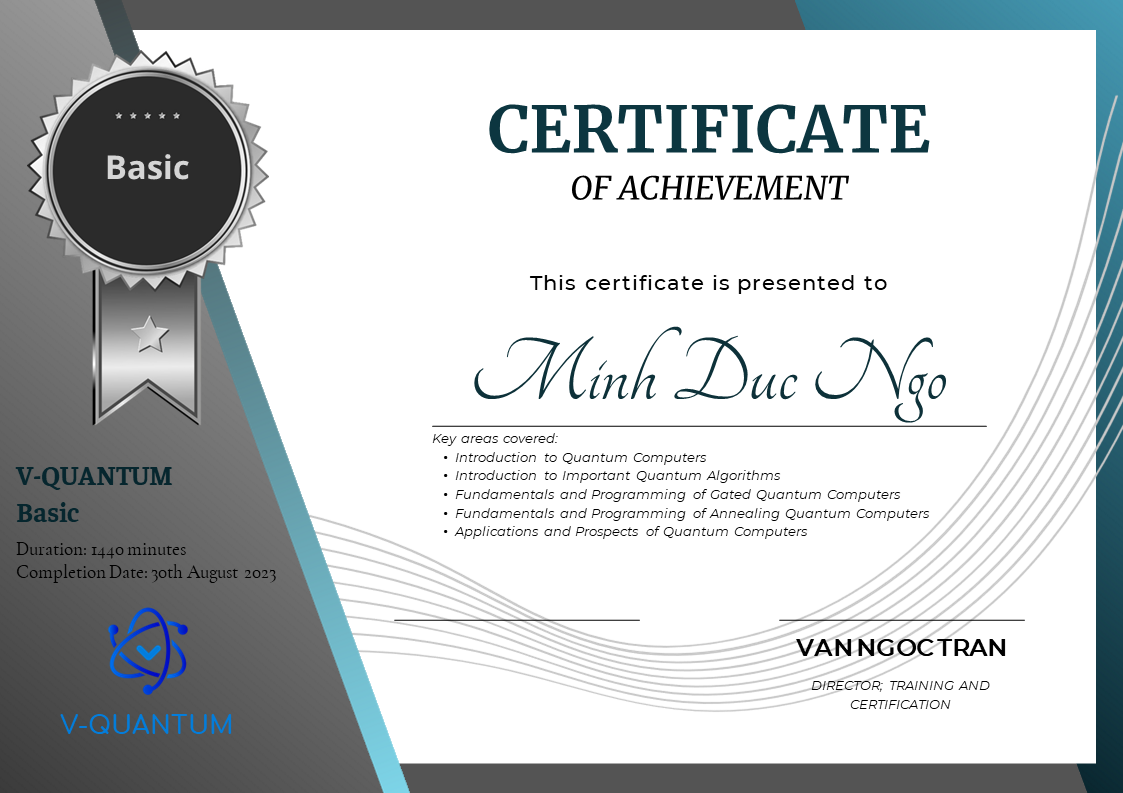 Basic
CERTIFICATE
OF ACHIEVEMENT
This certificate is presented to
Minh Duc Ngo
Key areas covered:
• Introduction to Quantum Computers
• Introduction to Important Quantum Algorithms
• Fundamentals and Programming of Gated Quantum Computers
• Fundamentals and Programming of Annealing Quantum Computers
• Applications and Prospects of Quantum Computers
V-QUANTUM
Basic
Duration: 1440 minutes
Completion Date: 30th August 2023
V-QUANTUM
VAN NGOC TRAN
DIRECTOR; TRAINING AND
CERTIFICATION